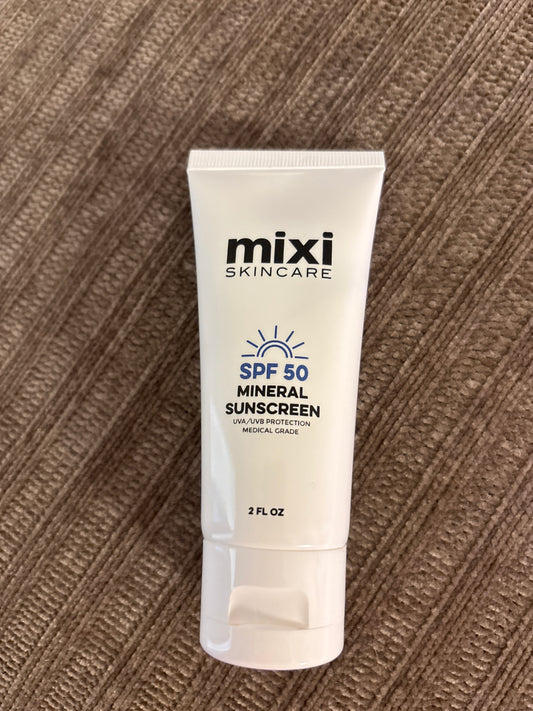 mixi
SKINCARE
SPF 50
MINERAL
SUNSCREEN
UVA/UVB PROTECTION
MEDICAL GRADE
2 FL OZ